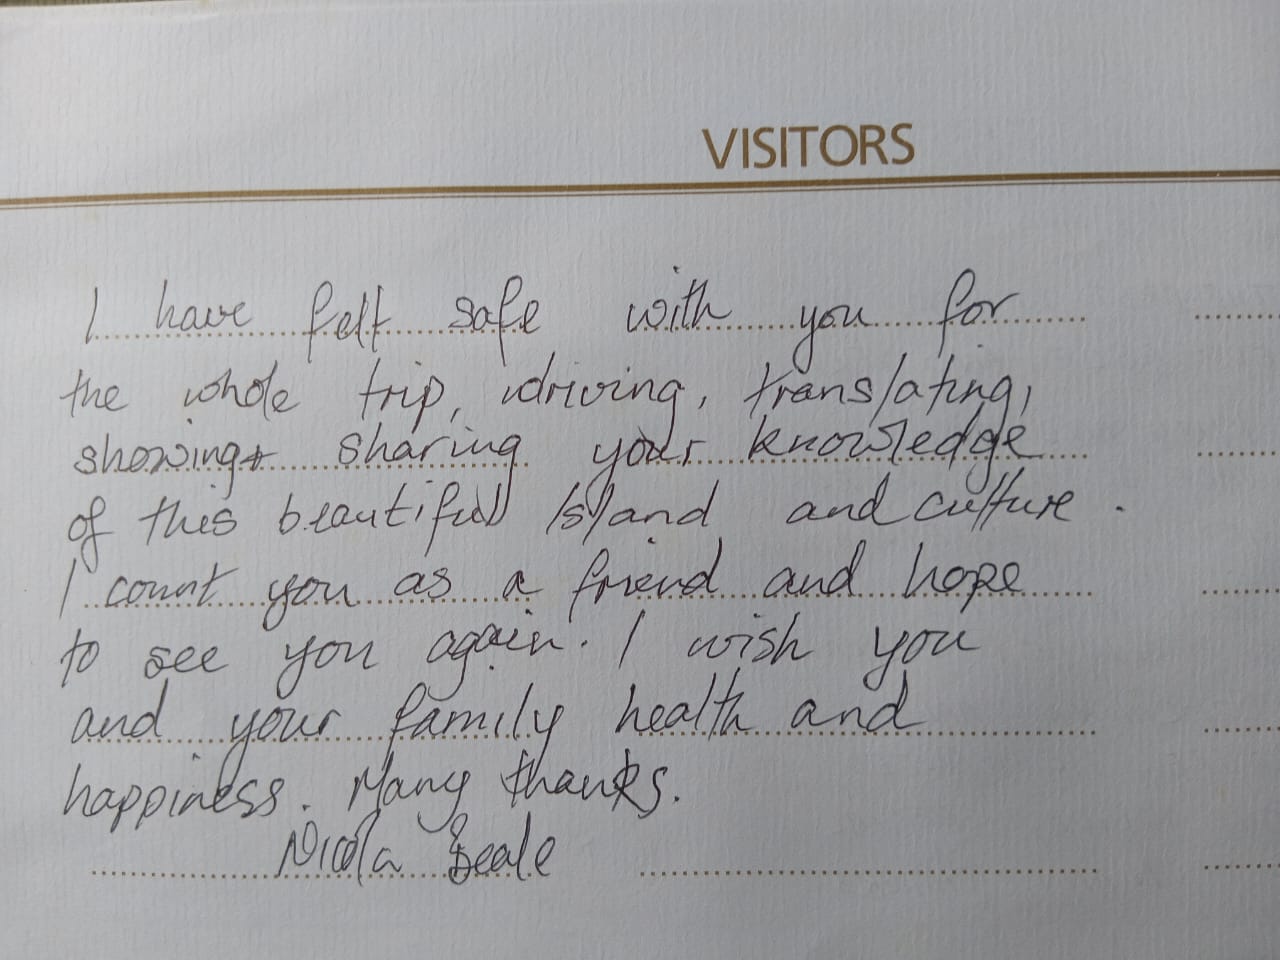 VISITORS
I have felt safe with you for
the whole trip, driving, translating,
showing + sharing your knowledge
of this beautiful Island and culture.
I count you as a friend and hope
to see you again. I wish you
and your family health and
happiness. Many thanks.
Nicola